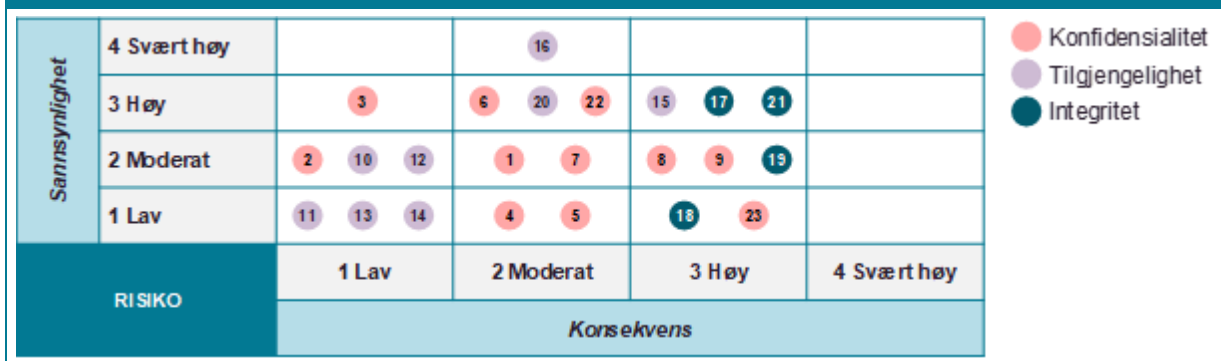 Sannsynlighet
4 Svært høy
16
3 Høy
3
6 20 22
15 17 21
2 Moderat
2 10 12
1 7
8 9 19
1 Lav
11 13 14
4 5
18 23
RISIKO
1 Lav
2 Moderat
3 Høy
4 Svært høy
Konsekvens
Konfidensialitet
Tilgjengelighet
Integritet